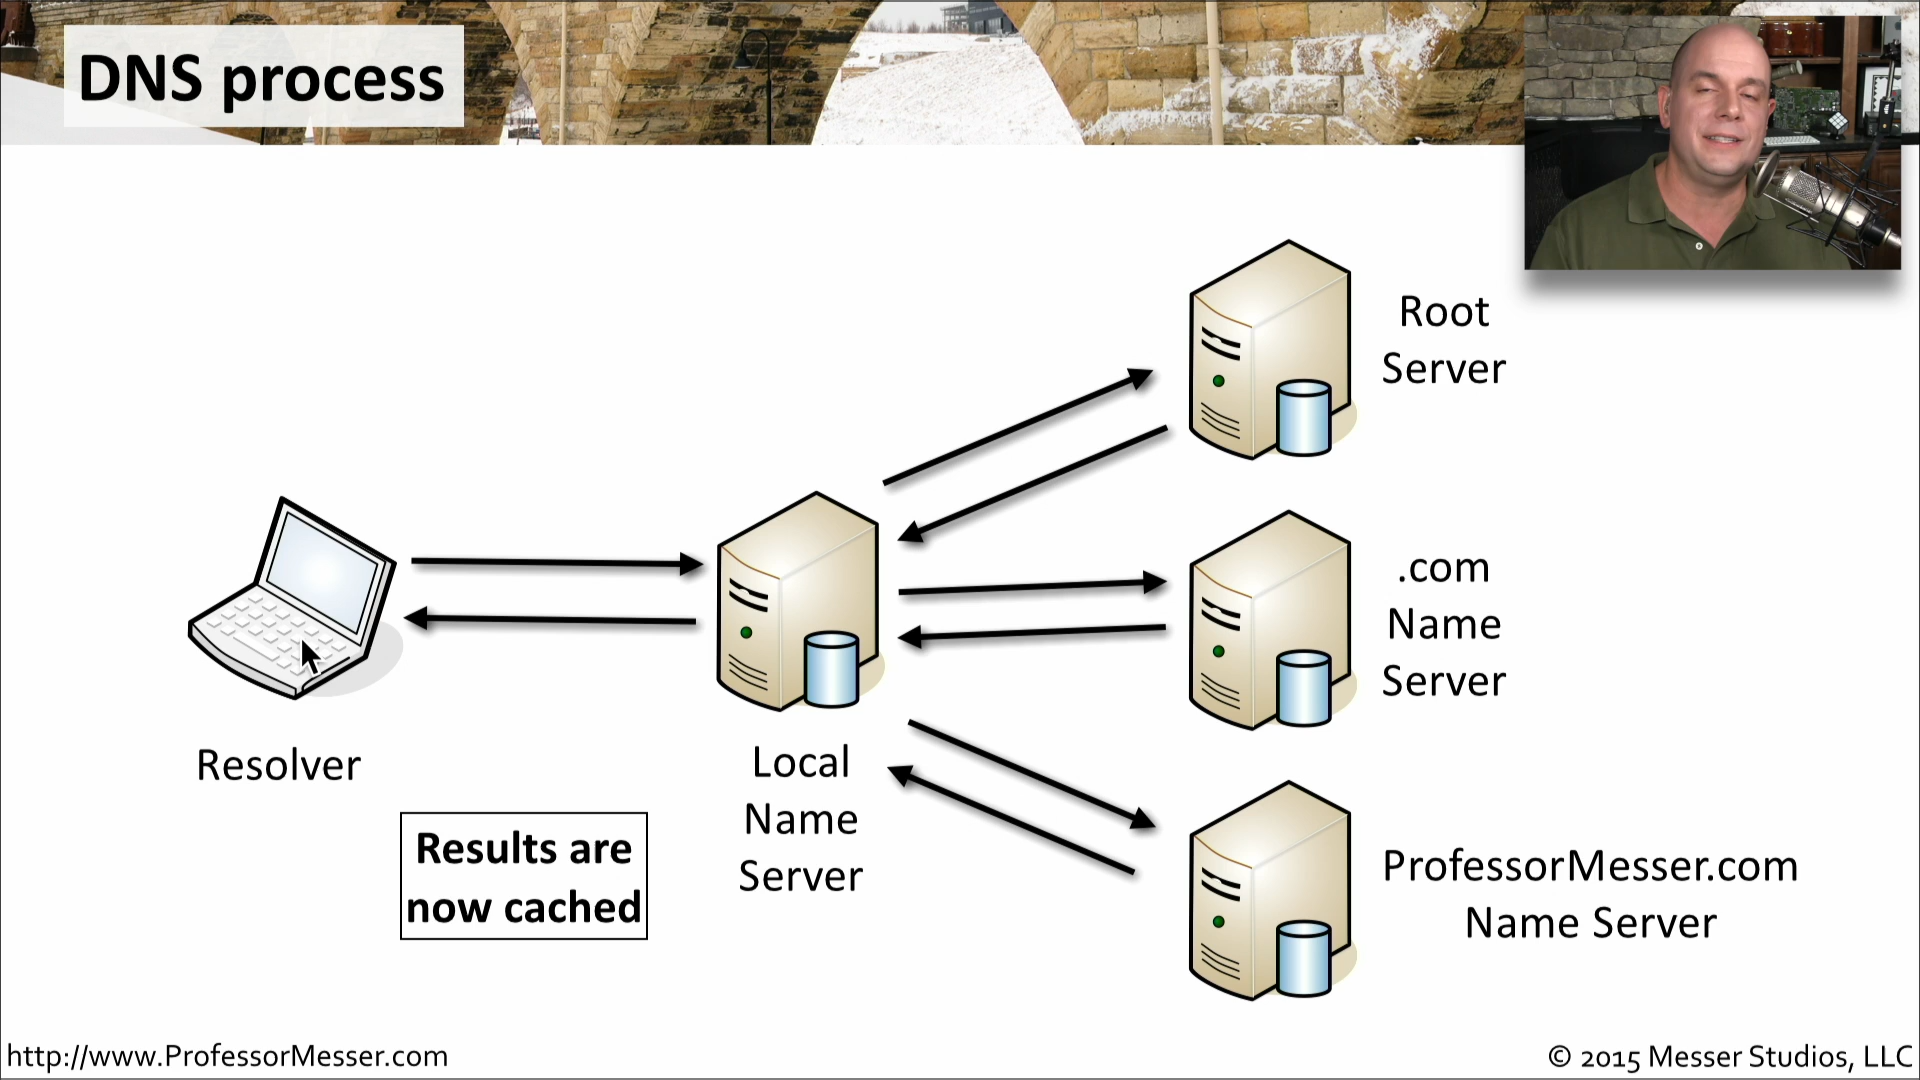 DNS process
Root
Server
.com
Name
Server
Resolver
Local
Name
Server
Results are
now cached
ProfessorMesser.com
Name Server
http://www.ProfessorMesser.com
© 2015 Messer Studios, LLC